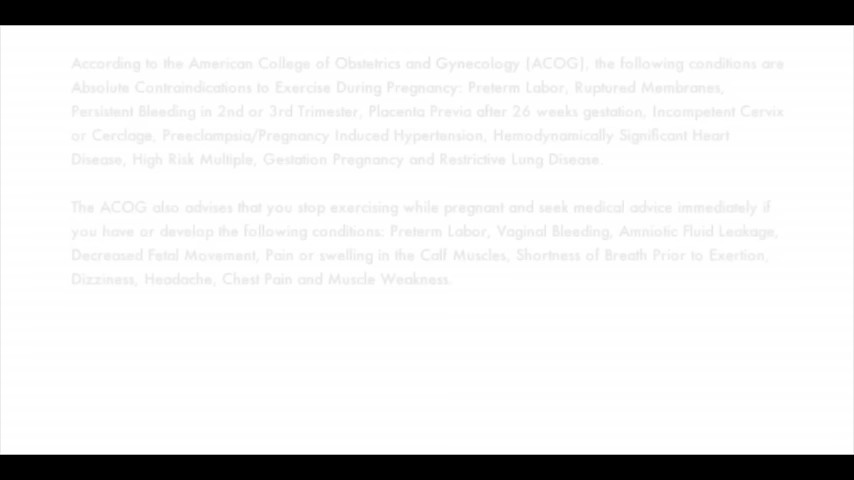 According to the American College of Obstetrics and Gynecology (ACOG), the following conditions are
Absolute Contraindications to Exercise During Pregnancy: Preterm Labor, Ruptured Membranes,
Persistent Bleeding in 2nd or 3rd Trimester, Placenta Previa after 26 weeks gestation, Incompetent Cervix
or Cerclage, Preeclampsia/Pregnancy Induced Hypertension, Hemodynamically Significant Heart
Disease, High Risk Multiple, Gestation Pregnancy and Restrictive Lung Disease.
The ACOG also advises that you stop exercising while pregnant and seek medical advice immediately if
you have or develop the following conditions: Preterm Labor, Vaginal Bleeding, Amniotic Fluid Leakage,
Decreased Fetal Movement, Pain or swelling in the Calf Muscles, Shortness of Breath Prior to Exertion,
Dizziness, Headache, Chest Pain and Muscle Weakness.